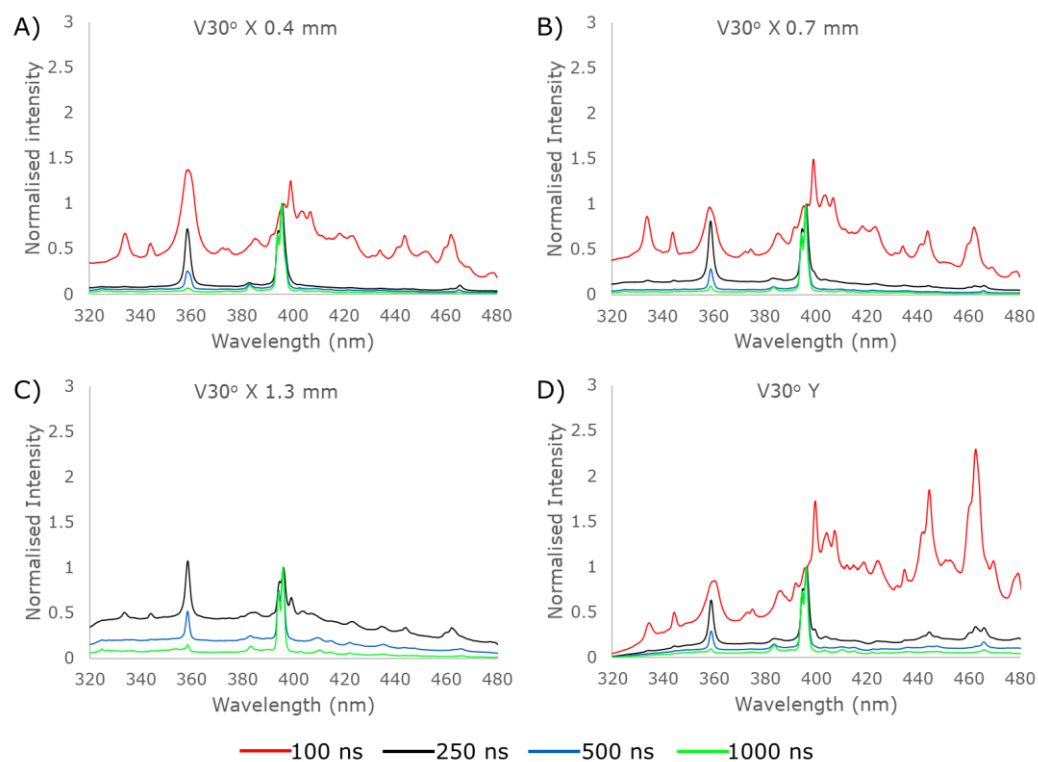 A)
V30° X 0.4 mm
3
2.5
2
1.5
1
0.5
0
Normalised intensity
320 340 360 380 400 420 440 460 480
Wavelength (nm)
B)
V30° X 0.7 mm
3
2.5
2
1.5
1
0.5
0
Normalised Intensity
320 340 360 380 400 420 440 460 480
Wavelength (nm)
C)
V30° X 1.3 mm
3
2.5
2
1.5
1
0.5
0
Normalised Intensity
320 340 360 380 400 420 440 460 480
Wavelength (nm)
D)
V30° Y
3
2.5
2
1.5
1
0.5
0
Normalised Intensity
320 340 360 380 400 420 440 460 480
Wavelength (nm)
100 ns 250 ns 500 ns 1000 ns